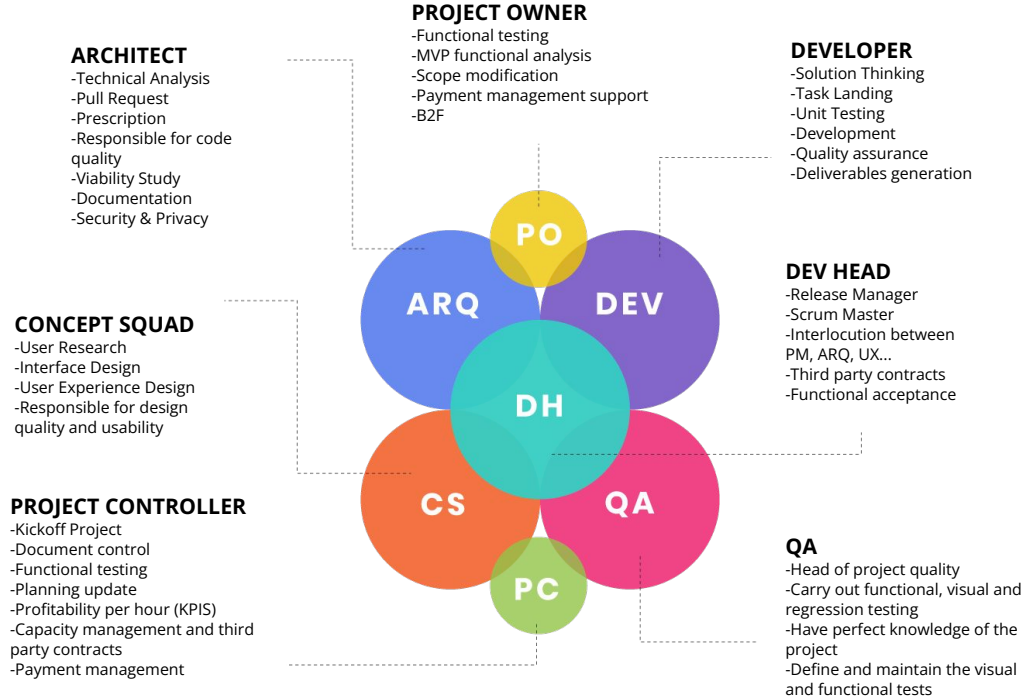 PROJECT OWNER
-Functional testing
-MVP functional analysis
-Scope modification
-Payment management support
-B2F
ARCHITECT
-Technical Analysis
-Pull Request
-Prescription
-Responsible for code
quality
-Viability Study
-Documentation
-Security & Privacy
DEVELOPER
-Solution Thinking
-Task Landing
-Unit Testing
-Development
-Quality assurance
-Deliverables generation
PO
ARQ
DEV
DH
CS
QA
PC
DEV HEAD
-Release Manager
-Scrum Master
-Interlocution between
PM, ARQ, UX...
-Third party contracts
-Functional acceptance
CONCEPT SQUAD
-User Research
-Interface Design
-User Experience Design
-Responsible for design
quality and usability
PROJECT CONTROLLER
-Kickoff Project
-Document control
-Functional testing
-Planning update
-Profitability per hour (KPIS)
-Capacity management and third
party contracts
-Payment management
QA
-Head of project quality
-Carry out functional, visual and
regression testing
-Have perfect knowledge of the
project
-Define and maintain the visual
and functional tests